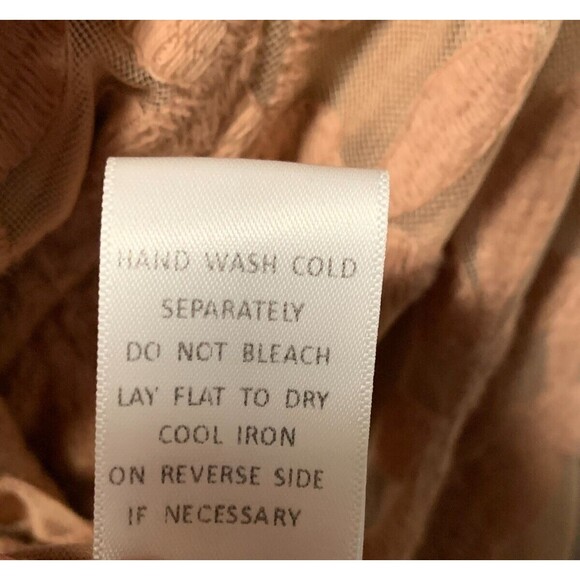 HAND WASH COLD
SEPARATELY
DO NOT BLEACH
LAY FLAT TO DRY
COOL IRON
ON REVERSE SIDE
IF NECESSARY